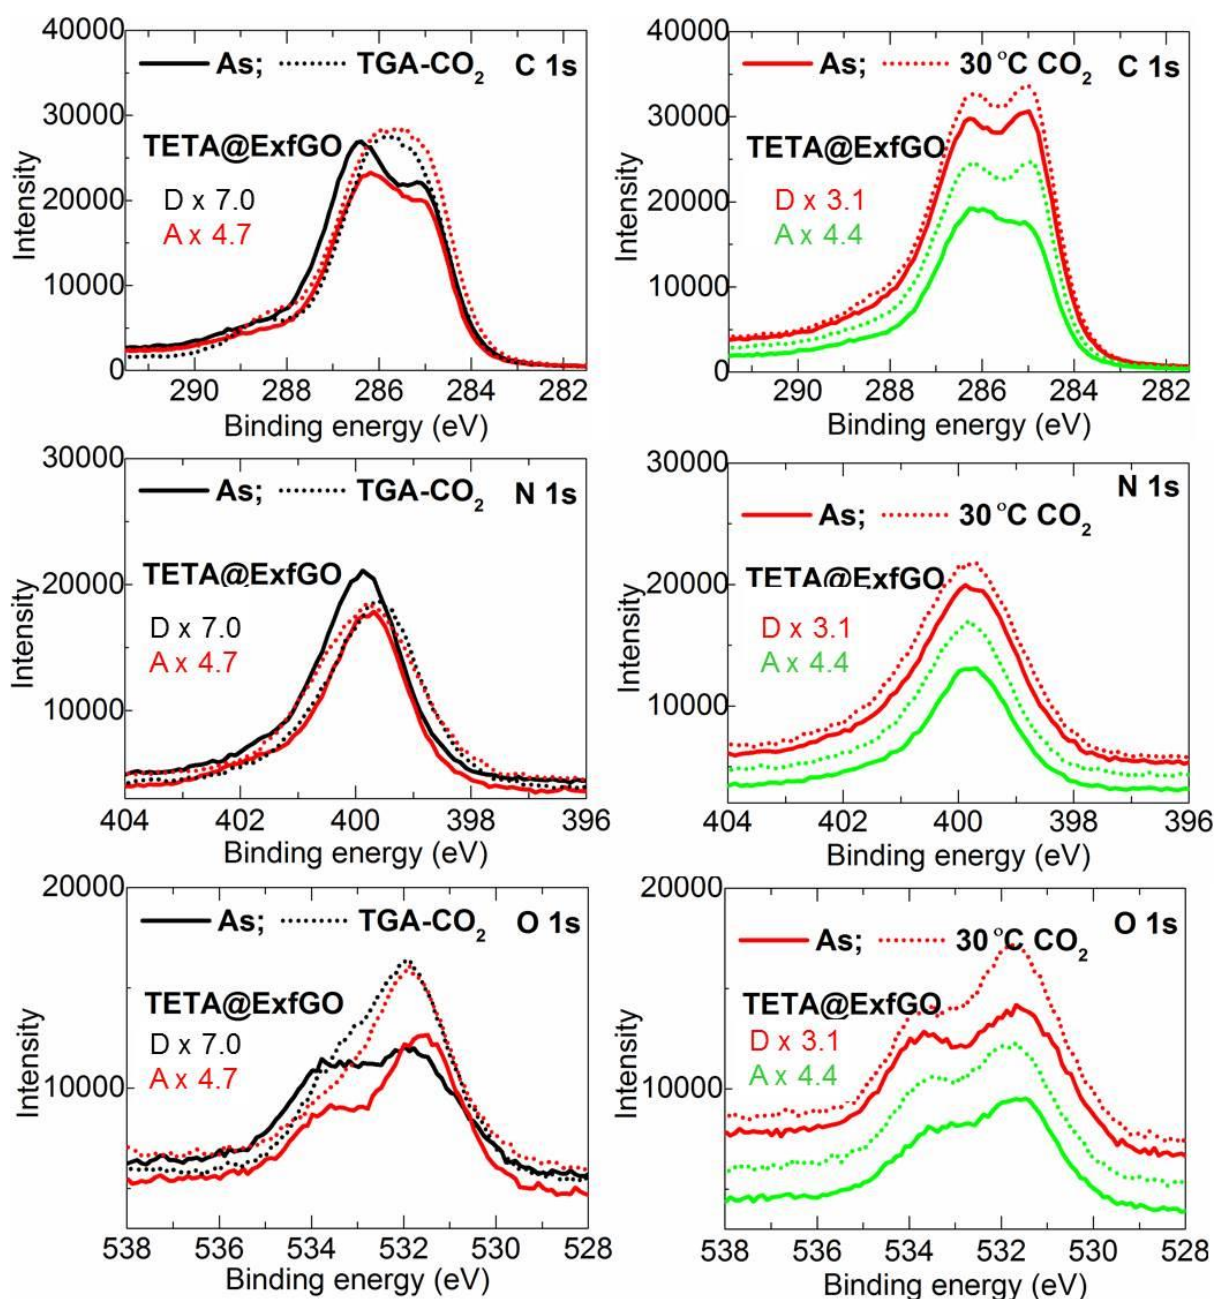 40000
As; TGA-CO₂ C 1s
30000
TETA@ExfGO
D x 7.0
A x 4.7
20000
10000
0
Intensity
290 288 286 284 282
Binding energy (eV)
40000
As; 30 °C CO₂ C 1s
30000
TETA@ExfGO
D x 3.1
A x 4.4
20000
10000
0
Intensity
290 288 286 284 282
Binding energy (eV)
30000
As; TGA-CO₂ N 1s
TETA@ExfGO
20000
D x 7.0
A x 4.7
10000
Intensity
404 402 400 398 396
Binding energy (eV)
30000
N 1s
As; 30 °C CO₂
TETA@ExfGO
20000
D x 3.1
A x 4.4
10000
Intensity
404 402 400 398 396
Binding energy (eV)
20000
As; TGA-CO₂ O 1s
TETA@ExfGO
D x 7.0
A x 4.7
10000
Intensity
538 536 534 532 530 528
Binding energy (eV)
20000
O 1s
As; 30 °C CO₂
TETA@ExfGO
D x 3.1
A x 4.4
10000
Intensity
538 536 534 532 530 528
Binding energy (eV)